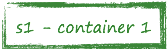 s1 - container 1